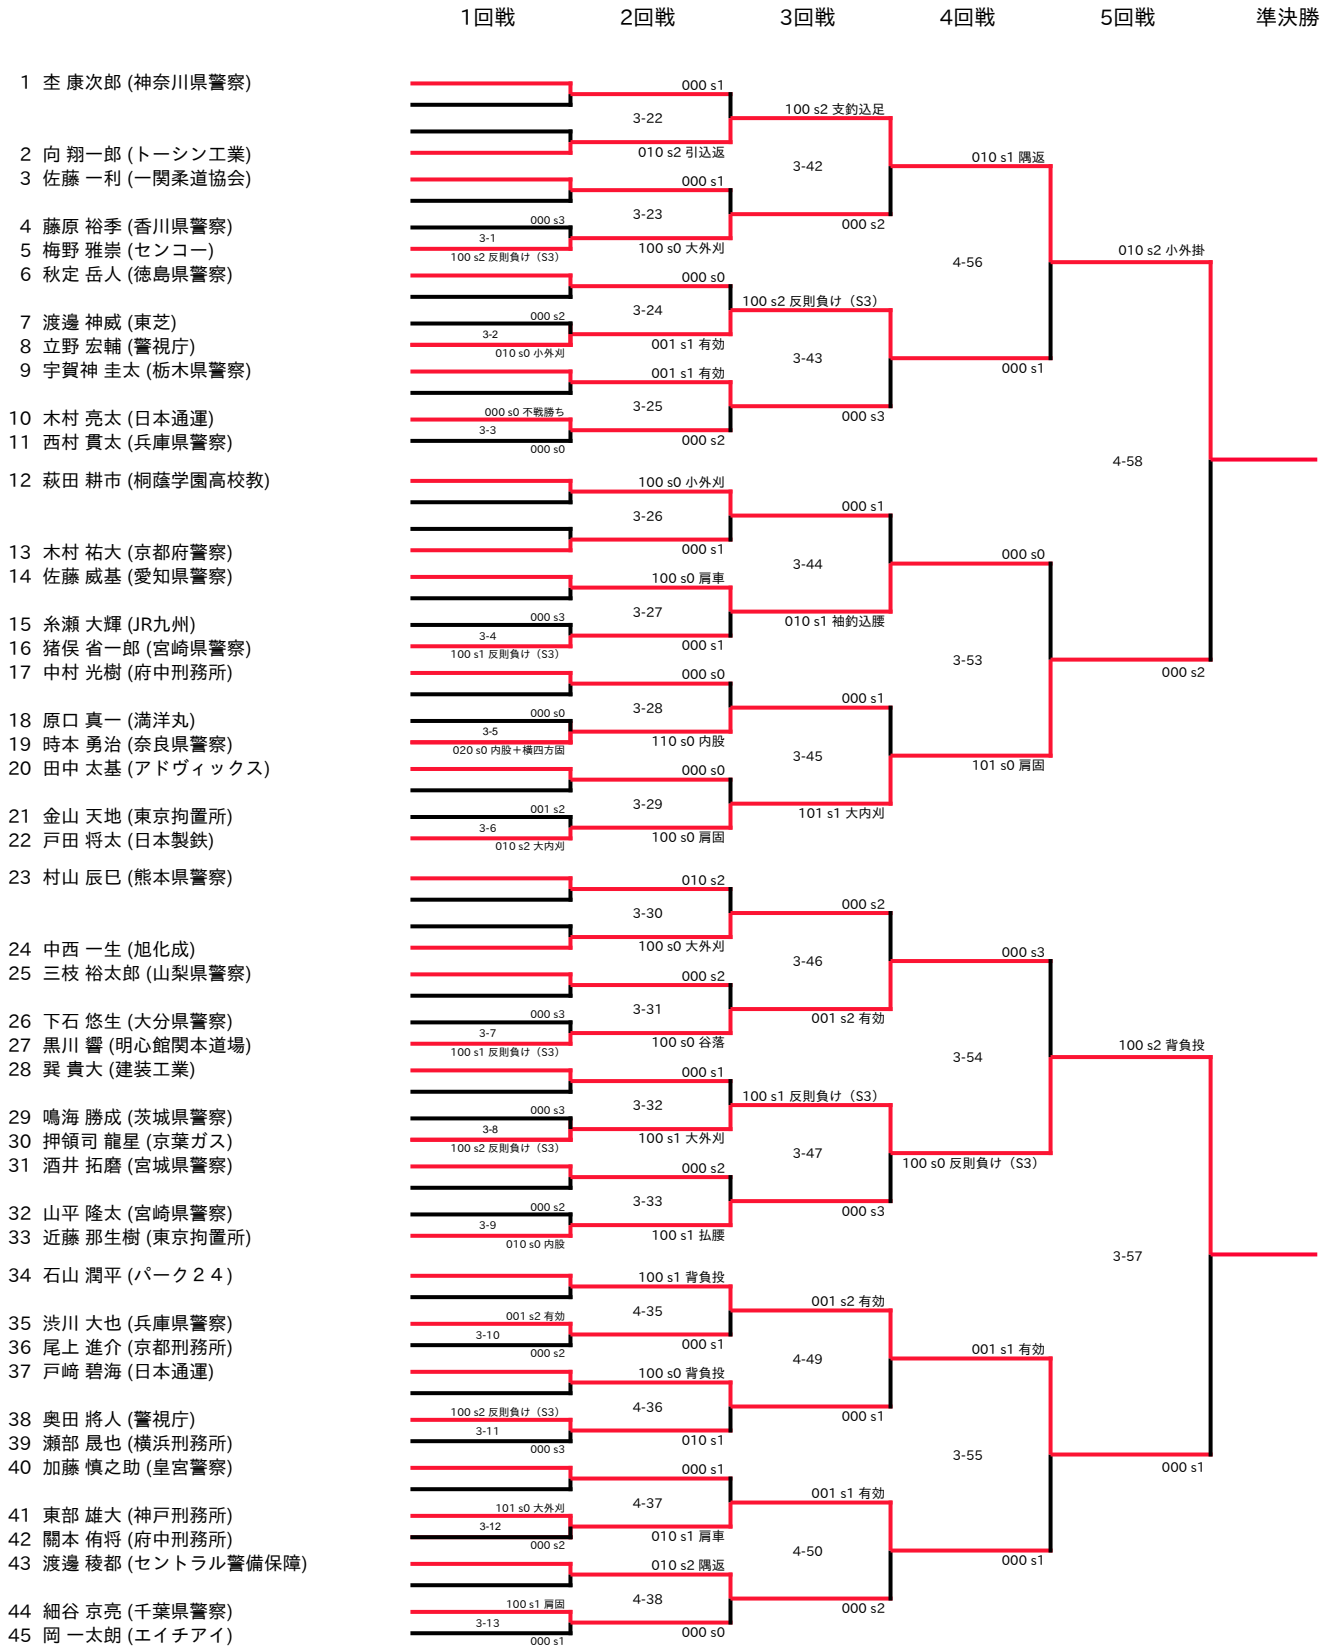 1回戦 2回戦 3回戦 4回戦 5回戦 準決勝
1 杢 康次郎 (神奈川県警察)
000 s1
100 s2 支釣込足
3-22
2 向 翔一郎 (トーシン工業)
010 s2 引込返
010 s1 隅返
3-42
3 佐藤 一利 (一関柔道協会)
000 s1
3-23
4 藤原 裕季 (香川県警察)
000 s3
000 s2
3-1
5 梅野 雅崇 (センコー)
100 s2 反則負け（S3）
100 s0 大外刈
010 s2 小外掛
4-56
6 秋定 岳人 (徳島県警察)
000 s0
100 s2 反則負け（S3）
3-24
7 渡邊 神威 (東芝)
000 s2
3-2
8 立野 宏輔 (警視庁)
010 s0 小外刈
001 s1 有効
3-43
000 s1
9 宇賀神 圭太 (栃木県警察)
001 s1 有効
3-25
10 木村 亮太 (日本通運)
000 s0 不戦勝ち
000 s3
3-3
11 西村 貫太 (兵庫県警察)
000 s0
000 s2
4-58
12 萩田 耕市 (桐蔭学園高校教)
100 s0 小外刈
000 s1
3-26
13 木村 祐大 (京都府警察)
000 s1
000 s0
3-44
14 佐藤 威基 (愛知県警察)
100 s0 肩車
3-27
15 糸瀬 大輝 (JR九州)
000 s3
010 s1 袖釣込腰
3-4
16 猪俣 省一郎 (宮崎県警察)
100 s1 反則負け（S3）
000 s1
3-53
000 s2
17 中村 光樹 (府中刑務所)
000 s0
000 s1
3-28
18 原口 真一 (満洋丸)
000 s0
3-5
19 時本 勇治 (奈良県警察)
020 s0 内股＋横四方固
110 s0 内股
3-45
101 s0 肩固
20 田中 太基 (アドヴィックス)
000 s0
3-29
21 金山 天地 (東京拘置所)
001 s2
101 s1 大内刈
3-6
22 戸田 将太 (日本製鉄)
010 s2 大内刈
100 s0 肩固
23 村山 辰巳 (熊本県警察)
010 s2
000 s2
3-30
24 中西 一生 (旭化成)
100 s0 大外刈
000 s3
3-46
25 三枝 裕太郎 (山梨県警察)
000 s2
3-31
26 下石 悠生 (大分県警察)
000 s3
001 s2 有効
3-7
27 黒川 響 (明心館関本道場)
100 s1 反則負け（S3）
100 s0 谷落
100 s2 背負投
3-54
28 巽 貴大 (建装工業)
000 s1
100 s1 反則負け（S3）
3-32
29 鳴海 勝成 (茨城県警察)
000 s3
3-8
30 押領司 龍星 (京葉ガス)
100 s2 反則負け（S3）
100 s1 大外刈
3-47
100 s0 反則負け（S3）
31 酒井 拓磨 (宮城県警察)
000 s2
3-33
32 山平 隆太 (宮崎県警察)
000 s2
000 s3
3-9
33 近藤 那生樹 (東京拘置所)
010 s0 内股
100 s1 払腰
3-57
34 石山 潤平 (パーク２４)
100 s1 背負投
001 s2 有効
4-35
35 渋川 大也 (兵庫県警察)
001 s2 有効
3-10
36 尾上 進介 (京都刑務所)
000 s2
000 s1
001 s1 有効
4-49
37 戸﨑 碧海 (日本通運)
100 s0 背負投
4-36
38 奥田 將人 (警視庁)
100 s2 反則負け（S3）
000 s1
3-11
39 瀬部 晟也 (横浜刑務所)
000 s3
010 s1
3-55
000 s1
40 加藤 慎之助 (皇宮警察)
000 s1
001 s1 有効
4-37
41 東部 雄大 (神戸刑務所)
101 s0 大外刈
3-12
42 關本 侑将 (府中刑務所)
000 s2
010 s1 肩車
4-50
000 s1
43 渡邊 稜都 (セントラル警備保障)
010 s2 隅返
4-38
44 細谷 京亮 (千葉県警察)
100 s1 肩固
000 s2
3-13
45 岡 一太朗 (エイチアイ)
000 s1
000 s0